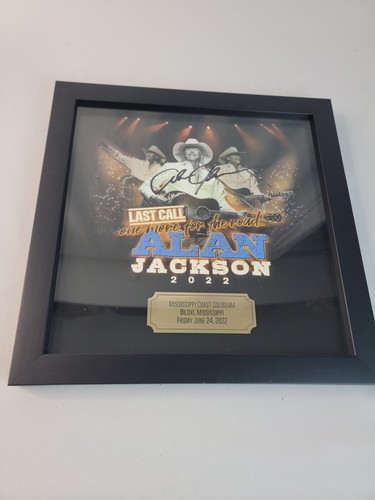 LAST CALL
one more for the road
ALAN
JACKSON
2022
MISSISSIPPI COAST COLISEUM
BILOXI, MISSISSIPPI
FRIDAY JUNE 24, 2022